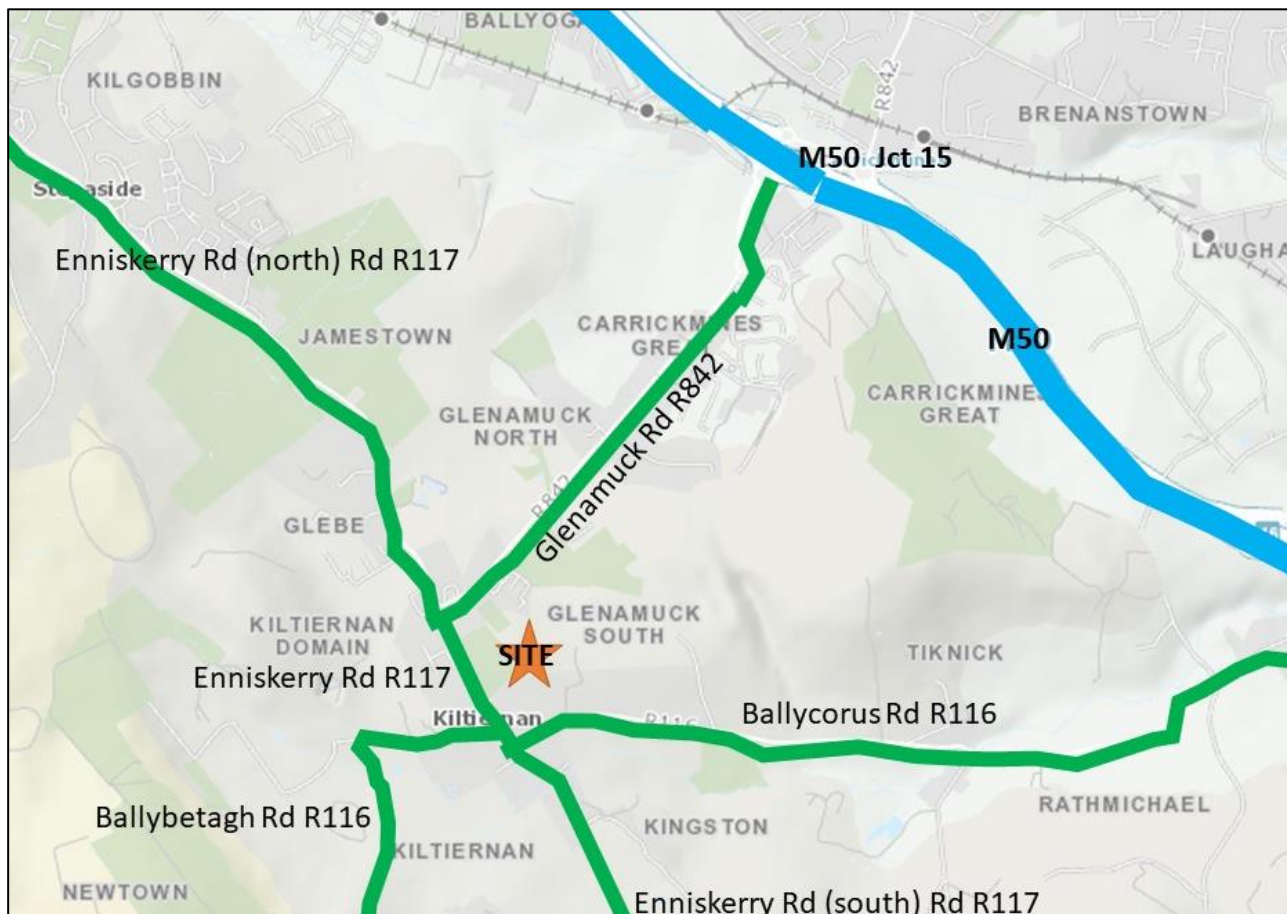 BALLYOGA
KILGOBBIN
R842
BRENANSTOWN
M50 Jct 15
Stepaside
LAUGHA
Enniskerry Rd (north) Rd R117
JAMESTOWN
CARRICKMINES
GREAT
M50
CARRICKMINES
GREAT
GLENAMUCK
NORTH
Glenamuck Rd R842
R842
GLEBE
KILTIERNAN
DOMAIN
GLENAMUCK
SOUTH
SITE
TIKNICK
Enniskerry Rd R117
Kiltiernan
R116
Ballycorus Rd R116
RATHMICHAEL
Ballybetagh Rd R116
KINGSTON
KILTIERNAN
NEWTOWN
Enniskerry Rd (south) Rd R117